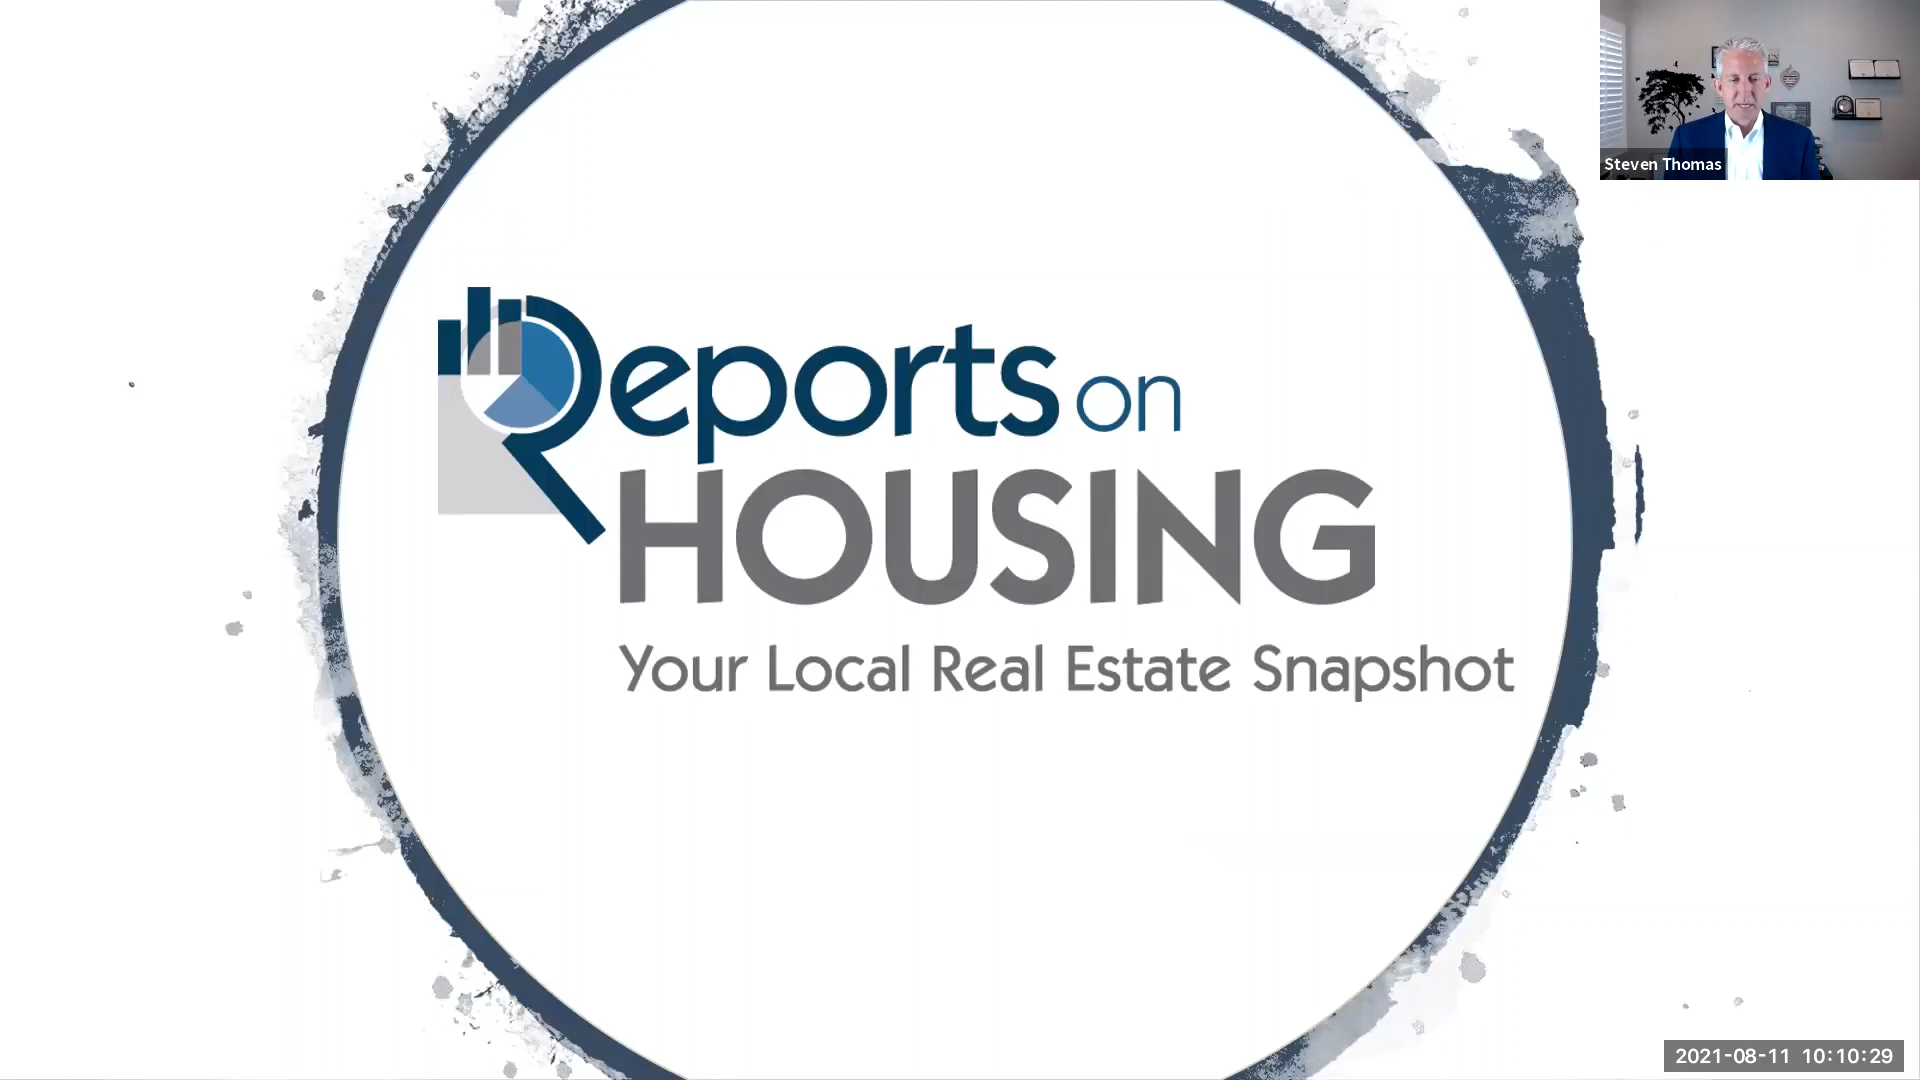 Steven Thomas
Reports on
HOUSING
Your Local Real Estate Snapshot
2021-08-11 10:10:29